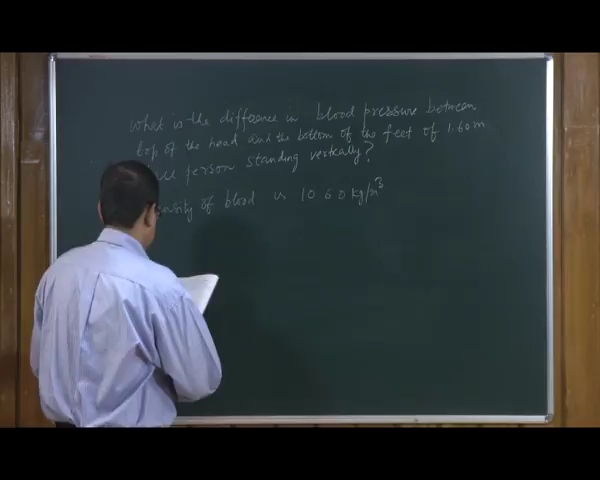 What is the difference in blood pressure between
top of the head and the bottom of the feet of 1.60 m
person standing vertically?
of blood is 1060 kg/m³